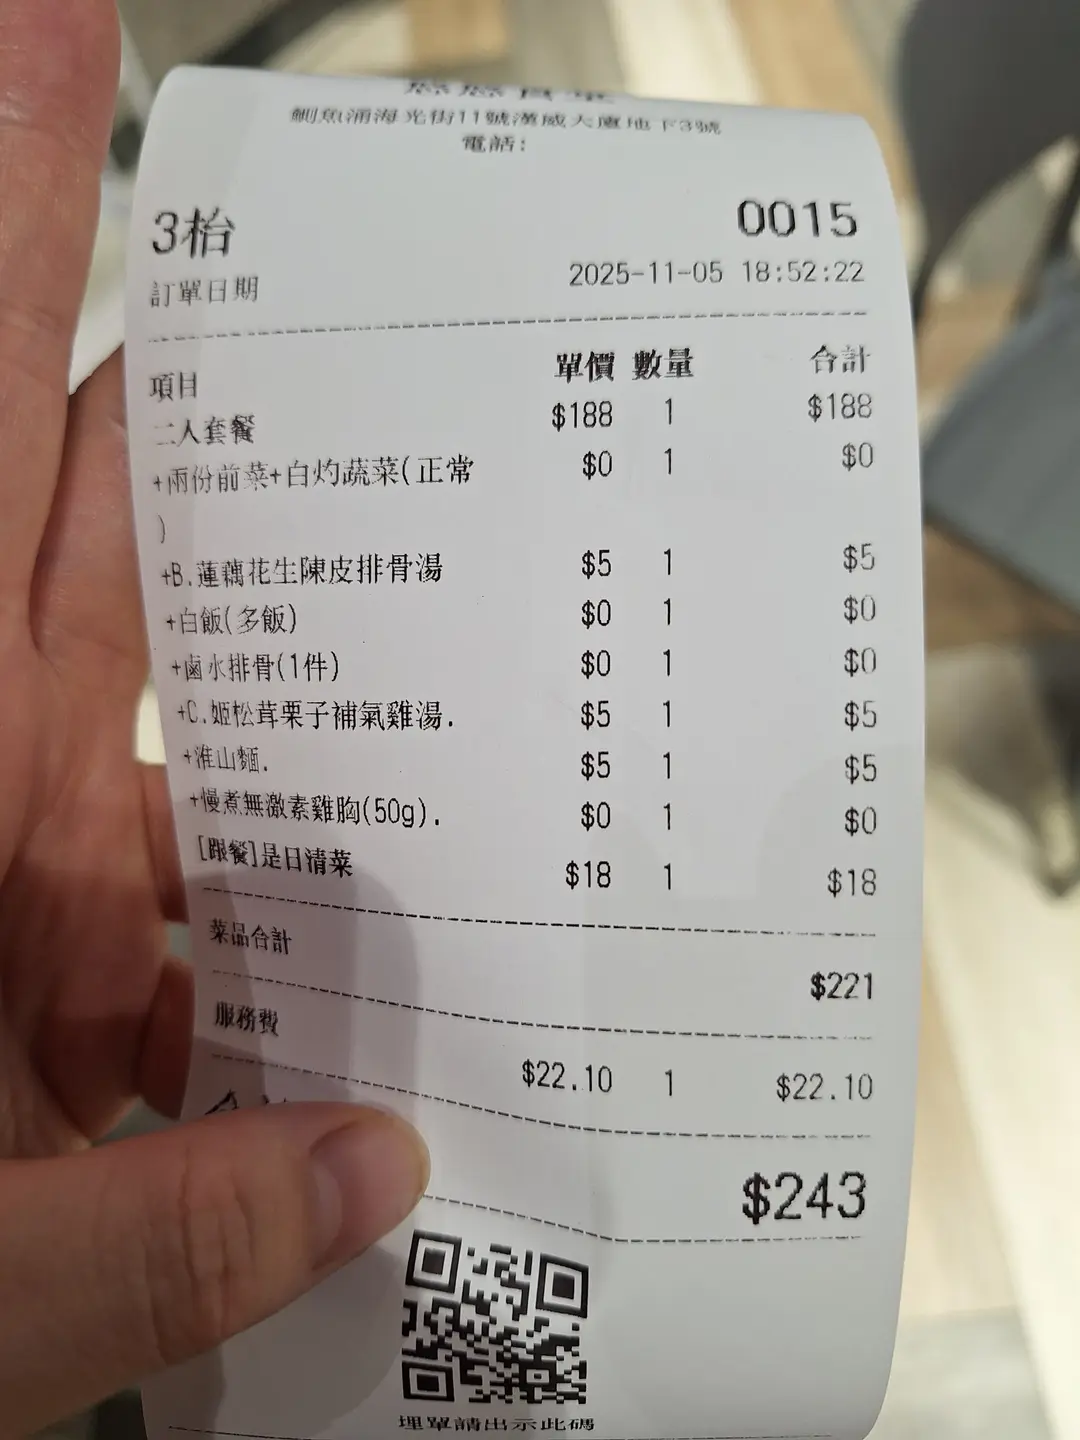 鰂魚涌海光街11號漢威大廈地下3號
電話:
3枱 0015
訂單日期 2025-11-05 18:52:22
項目 單價 數量 合計
二人套餐 $188 1 $188
+兩份前菜+白灼蔬菜(正常 $0 1 $0
)
+B.蓮藕花生陳皮排骨湯 $5 1 $5
+白飯(多飯) $0 1 $0
+鹵水排骨(1件) $0 1 $0
+C.姬松茸栗子補氣雞湯. $5 1 $5
+淮山麵. $5 1 $5
+慢煮無激素雞胸(50g). $0 1 $0
[跟餐]是日清菜 $18 1 $18
菜品合計
$221
服務費
$22.10 1 $22.10
$243
埋單請出示此碼